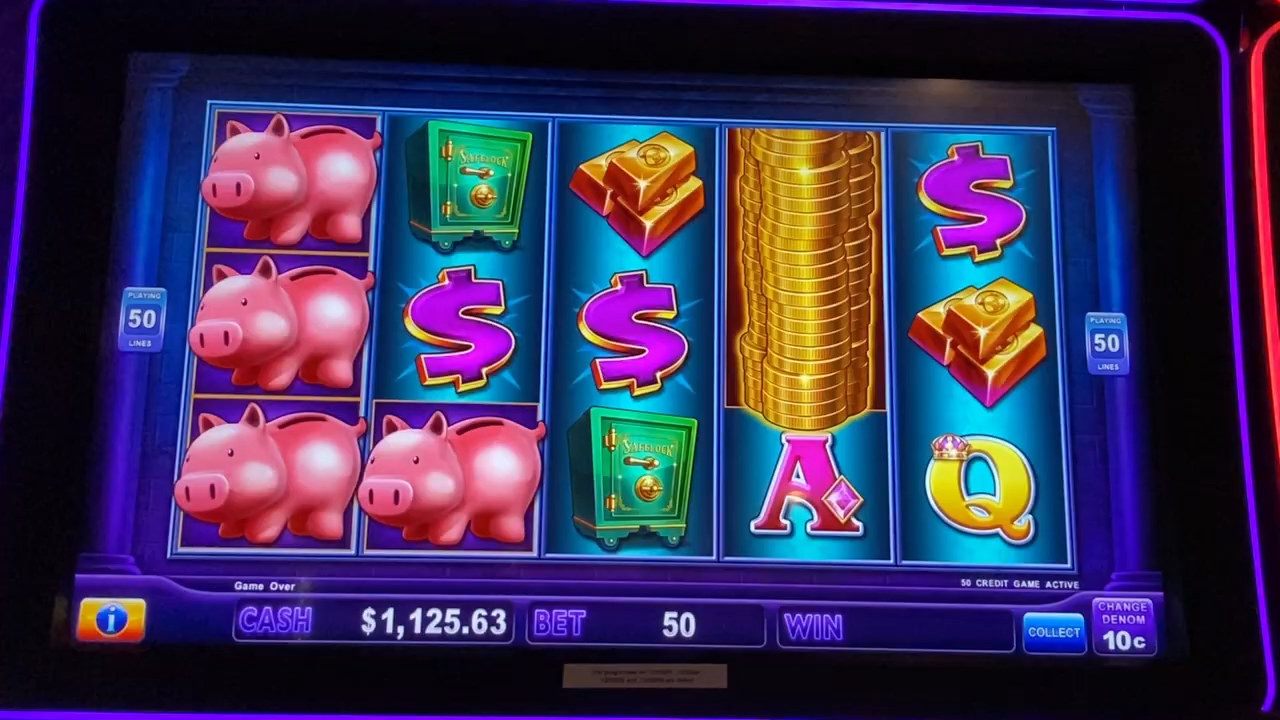 SAFELOCK
SAFELOCK
PLAYING
50
LINES
PLAYING
50
LINES
A
Q
Game Over
50 CREDIT GAME ACTIVE
i
CASH $1,125.63
BET 50
WIN
COLLECT
CHANGE
DENOM
10¢